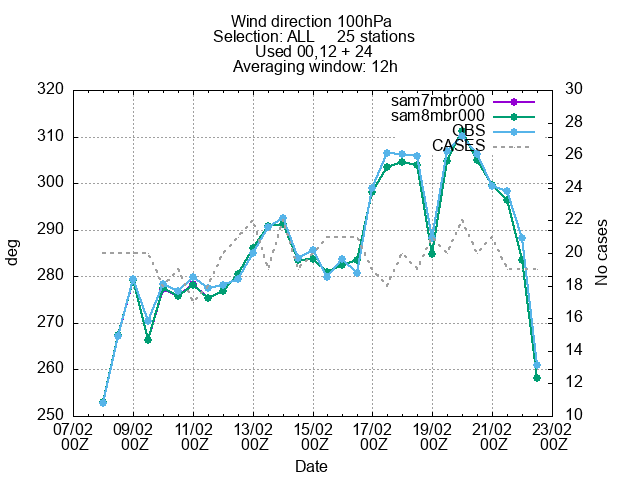 Wind direction 100hPa
Selection: ALL 25 stations
Used 00,12 + 24
Averaging window: 12h
320 30
sam7mbr000
sam8mbr000
OBS
CASES
310 28
300 26
290 24
280 22
270 20
260 18
250 16
14
12
10
deg
No cases
07/02 09/02 11/02 13/02 15/02 17/02 19/02 21/02 23/02
00Z 00Z 00Z 00Z 00Z 00Z 00Z 00Z 00Z
Date